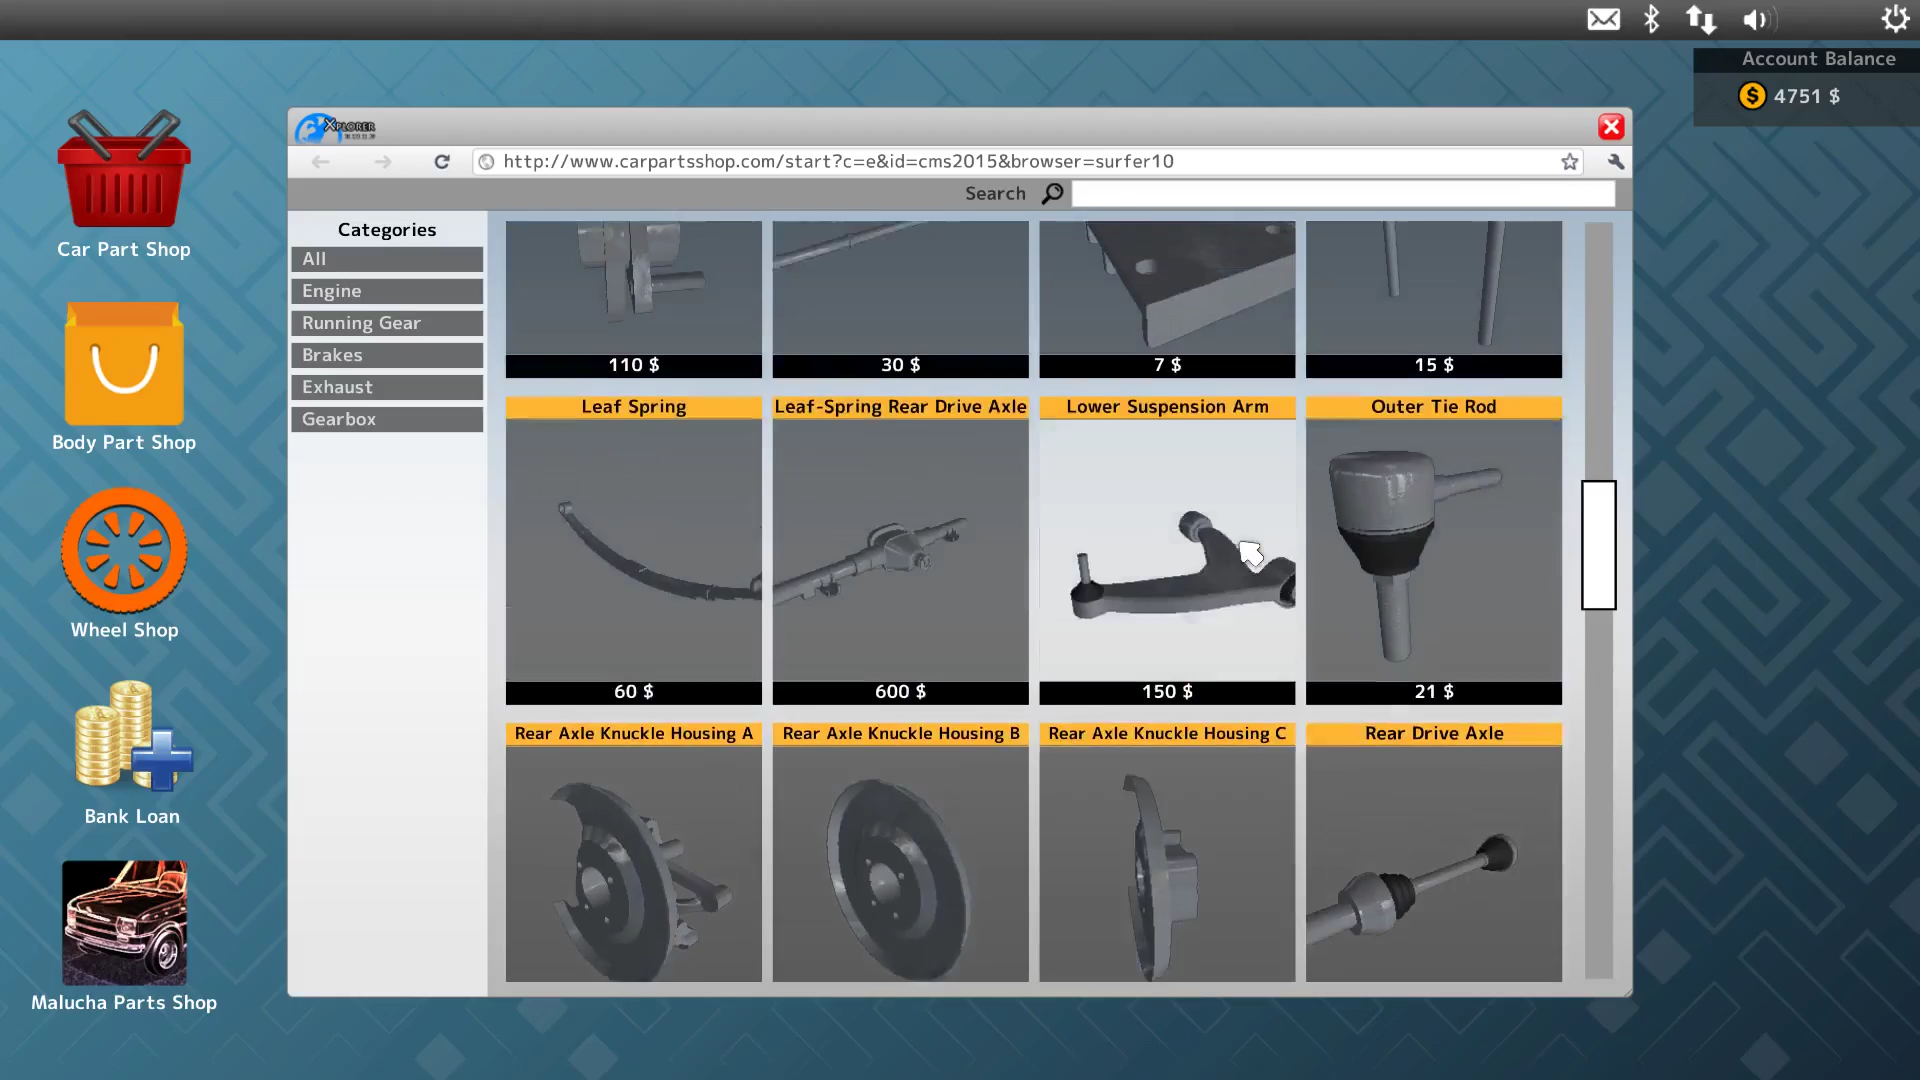 Account Balance
4751 $
XPLORER
http://www.carpartsshop.com/start?c=e&id=cms2015&browser=surfer10
Search
Categories
All
Engine
Running Gear
Brakes
Exhaust
Gearbox
110 $
30 $
7 $
15 $
Leaf Spring
Leaf-Spring Rear Drive Axle
Lower Suspension Arm
Outer Tie Rod
60 $
600 $
150 $
21 $
Rear Axle Knuckle Housing A
Rear Axle Knuckle Housing B
Rear Axle Knuckle Housing C
Rear Drive Axle
Car Part Shop
Body Part Shop
Wheel Shop
Bank Loan
Malucha Parts Shop